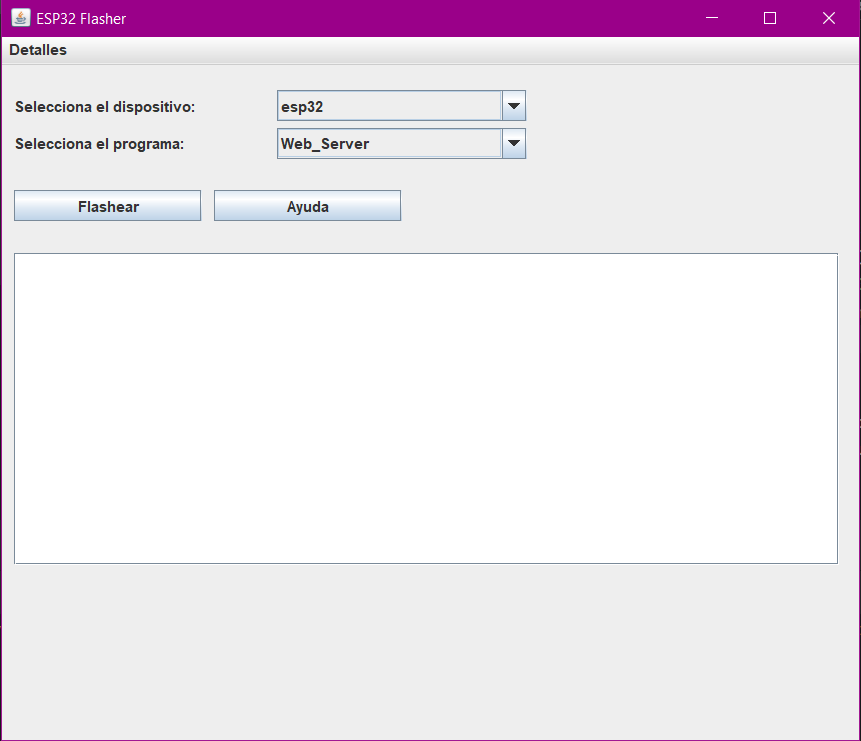 ESP32 Flasher
Detalles
Selecciona el dispositivo: esp32
Selecciona el programa: Web_Server
Flashear Ayuda